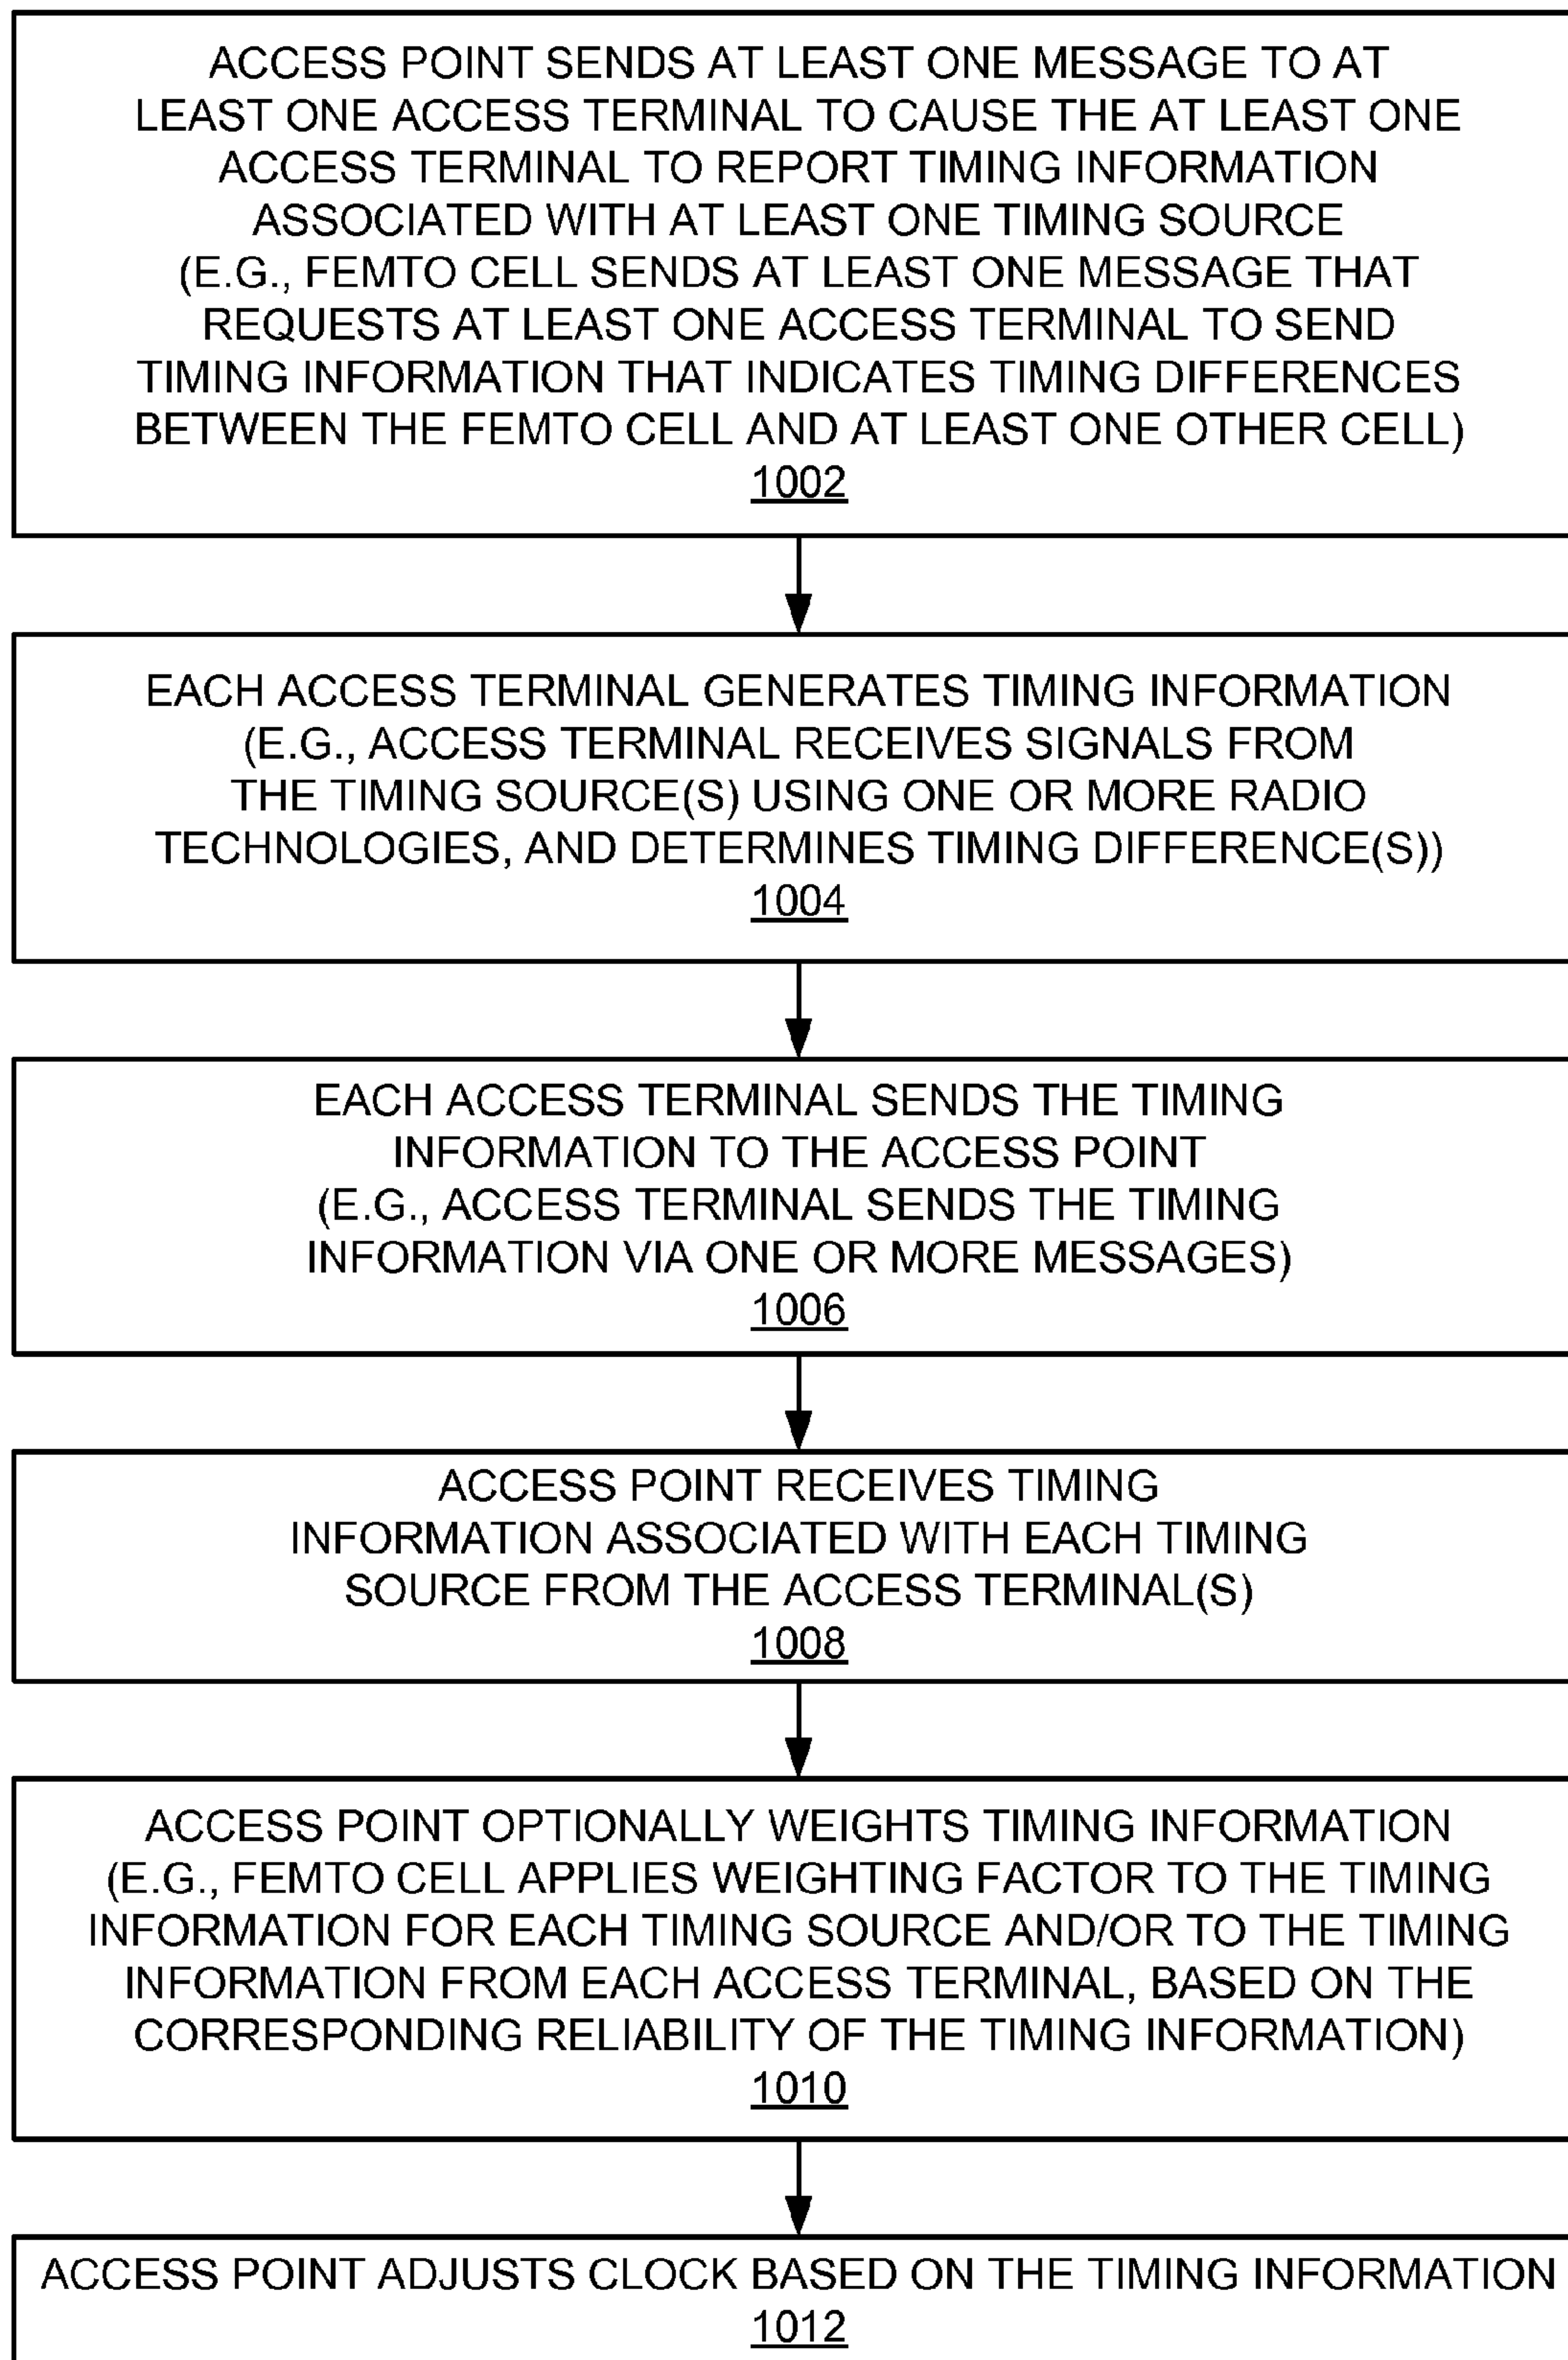 ACCESS POINT SENDS AT LEAST ONE MESSAGE TO AT
LEAST ONE ACCESS TERMINAL TO CAUSE THE AT LEAST ONE
ACCESS TERMINAL TO REPORT TIMING INFORMATION
ASSOCIATED WITH AT LEAST ONE TIMING SOURCE
(E.G., FEMTO CELL SENDS AT LEAST ONE MESSAGE THAT
REQUESTS AT LEAST ONE ACCESS TERMINAL TO SEND
TIMING INFORMATION THAT INDICATES TIMING DIFFERENCES
BETWEEN THE FEMTO CELL AND AT LEAST ONE OTHER CELL)
1002
EACH ACCESS TERMINAL GENERATES TIMING INFORMATION
(E.G., ACCESS TERMINAL RECEIVES SIGNALS FROM
THE TIMING SOURCE(S) USING ONE OR MORE RADIO
TECHNOLOGIES, AND DETERMINES TIMING DIFFERENCE(S))
1004
EACH ACCESS TERMINAL SENDS THE TIMING
INFORMATION TO THE ACCESS POINT
(E.G., ACCESS TERMINAL SENDS THE TIMING
INFORMATION VIA ONE OR MORE MESSAGES)
1006
ACCESS POINT RECEIVES TIMING
INFORMATION ASSOCIATED WITH EACH TIMING
SOURCE FROM THE ACCESS TERMINAL(S)
1008
ACCESS POINT OPTIONALLY WEIGHTS TIMING INFORMATION
(E.G., FEMTO CELL APPLIES WEIGHTING FACTOR TO THE TIMING
INFORMATION FOR EACH TIMING SOURCE AND/OR TO THE TIMING
INFORMATION FROM EACH ACCESS TERMINAL, BASED ON THE
CORRESPONDING RELIABILITY OF THE TIMING INFORMATION)
1010
ACCESS POINT ADJUSTS CLOCK BASED ON THE TIMING INFORMATION
1012